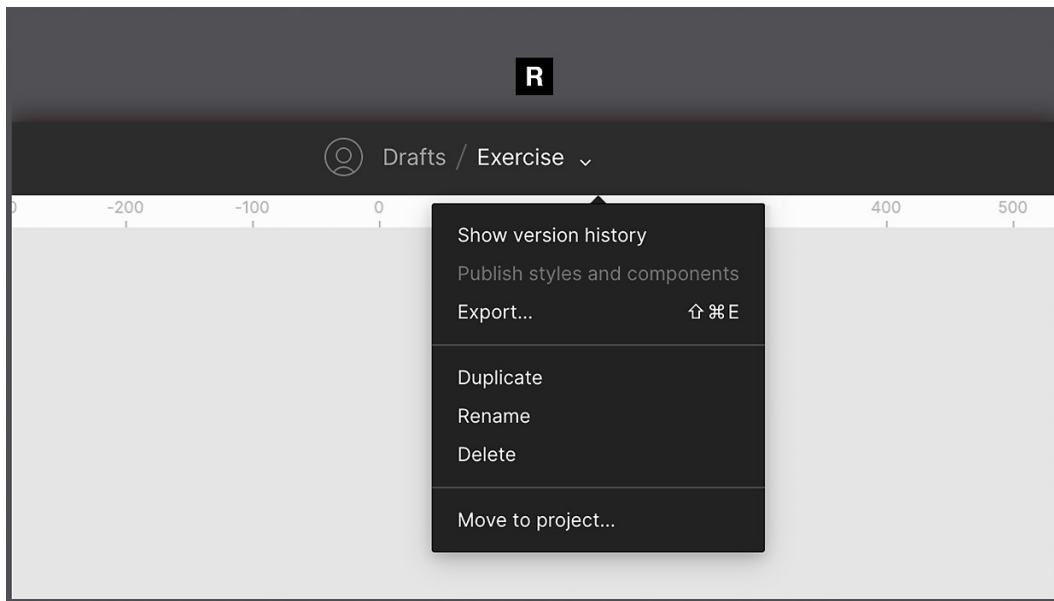 R
Drafts / Exercise
-200 -100 0 400 500
Show version history
Publish styles and components
Export... ⇧⌘E
Duplicate
Rename
Delete
Move to project...